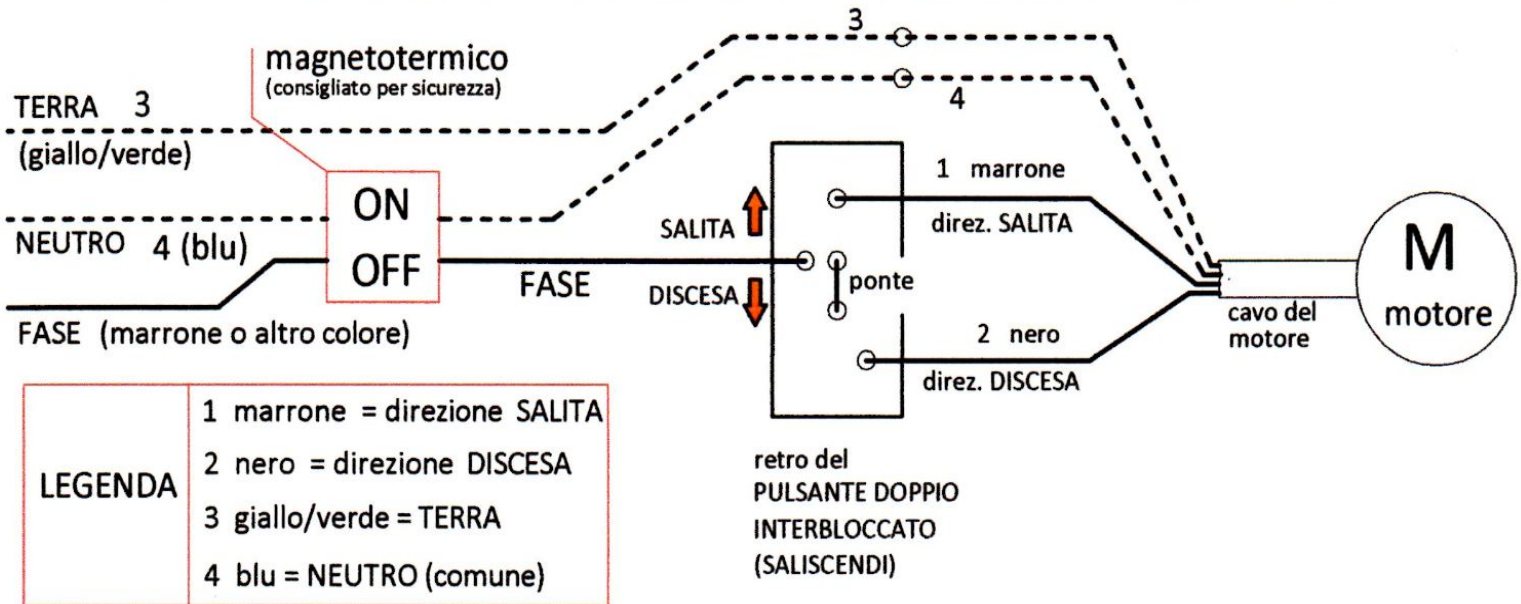 3
magnetotermico
(consigliato per sicurezza)
TERRA 3
4
(giallo/verde)
1 marrone
ON
SALITA
direz. SALITA
M
NEUTRO 4 (blu)
OFF
FASE
DISCESA
ponte
motore
FASE (marrone o altro colore)
2 nero
cavo del
motore
direz. DISCESA
LEGENDA
1 marrone = direzione SALITA
2 nero = direzione DISCESA
3 giallo/verde = TERRA
4 blu = NEUTRO (comune)
retro del
PULSANTE DOPPIO
INTERBLOCCATO
(SALISCENDI)